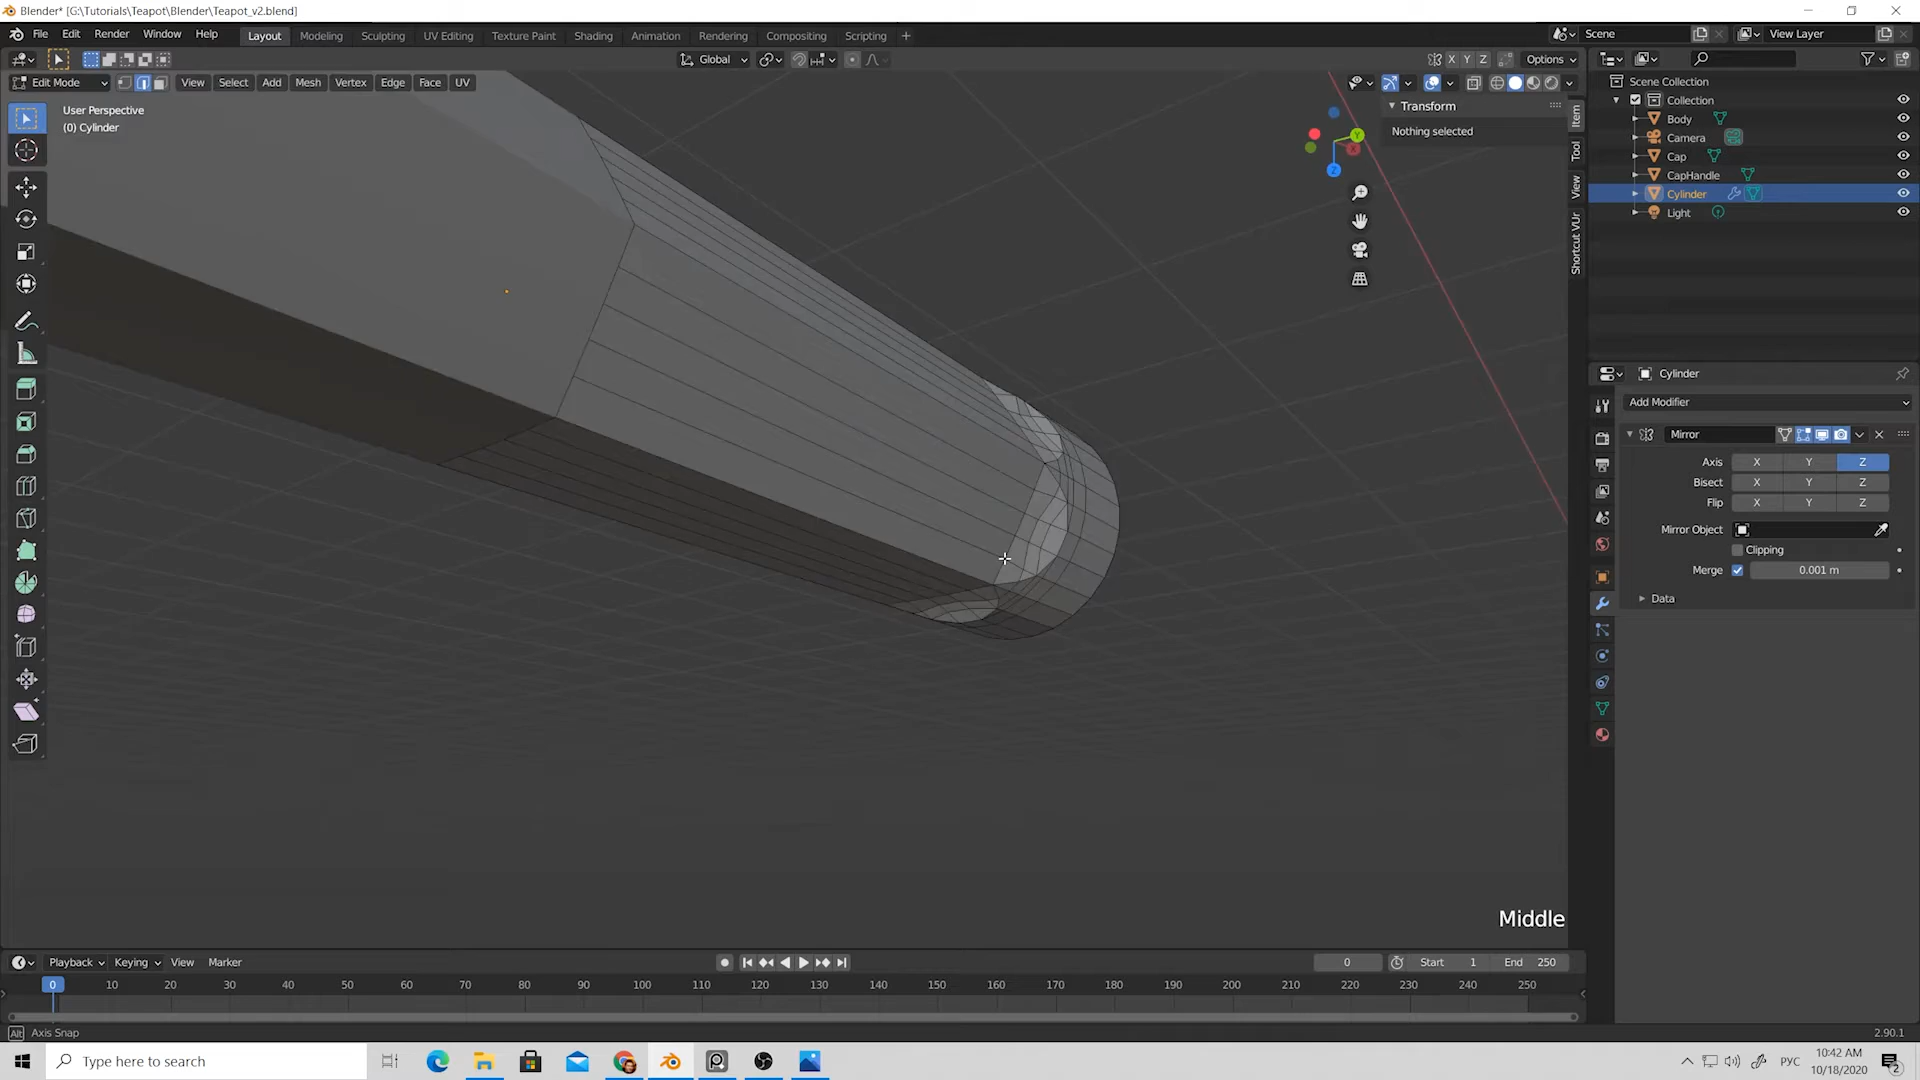 Blender* [G:\Tutorials\Teapot\Blender\Teapot_v2.blend]
File Edit Render Window Help Layout Modeling Sculpting UV Editing Texture Paint Shading Animation Rendering Compositing Scripting + Scene View Layer
Global X Y Z Options
Edit Mode View Select Add Mesh Vertex Edge Face UV
User Perspective
(0) Cylinder
Transform
Nothing selected
Item
Tool
View
Shortcut VUr
Y
X
Z
Scene Collection
Collection
Body
Camera
Cap
CapHandle
Cylinder
Light
Cylinder
Add Modifier
Mirror
Axis X Y Z
Bisect X Y Z
Flip X Y Z
Mirror Object
Clipping
Merge 0.001 m
Data
Middle
Playback Keying View Marker 0 Start 1 End 250
0 10 20 30 40 50 60 70 80 90 100 110 120 130 140 150 160 170 180 190 200 210 220 230 240 250
Alt Axis Snap 2.90.1
Type here to search
РУС
10:42 AM
10/18/2020
2